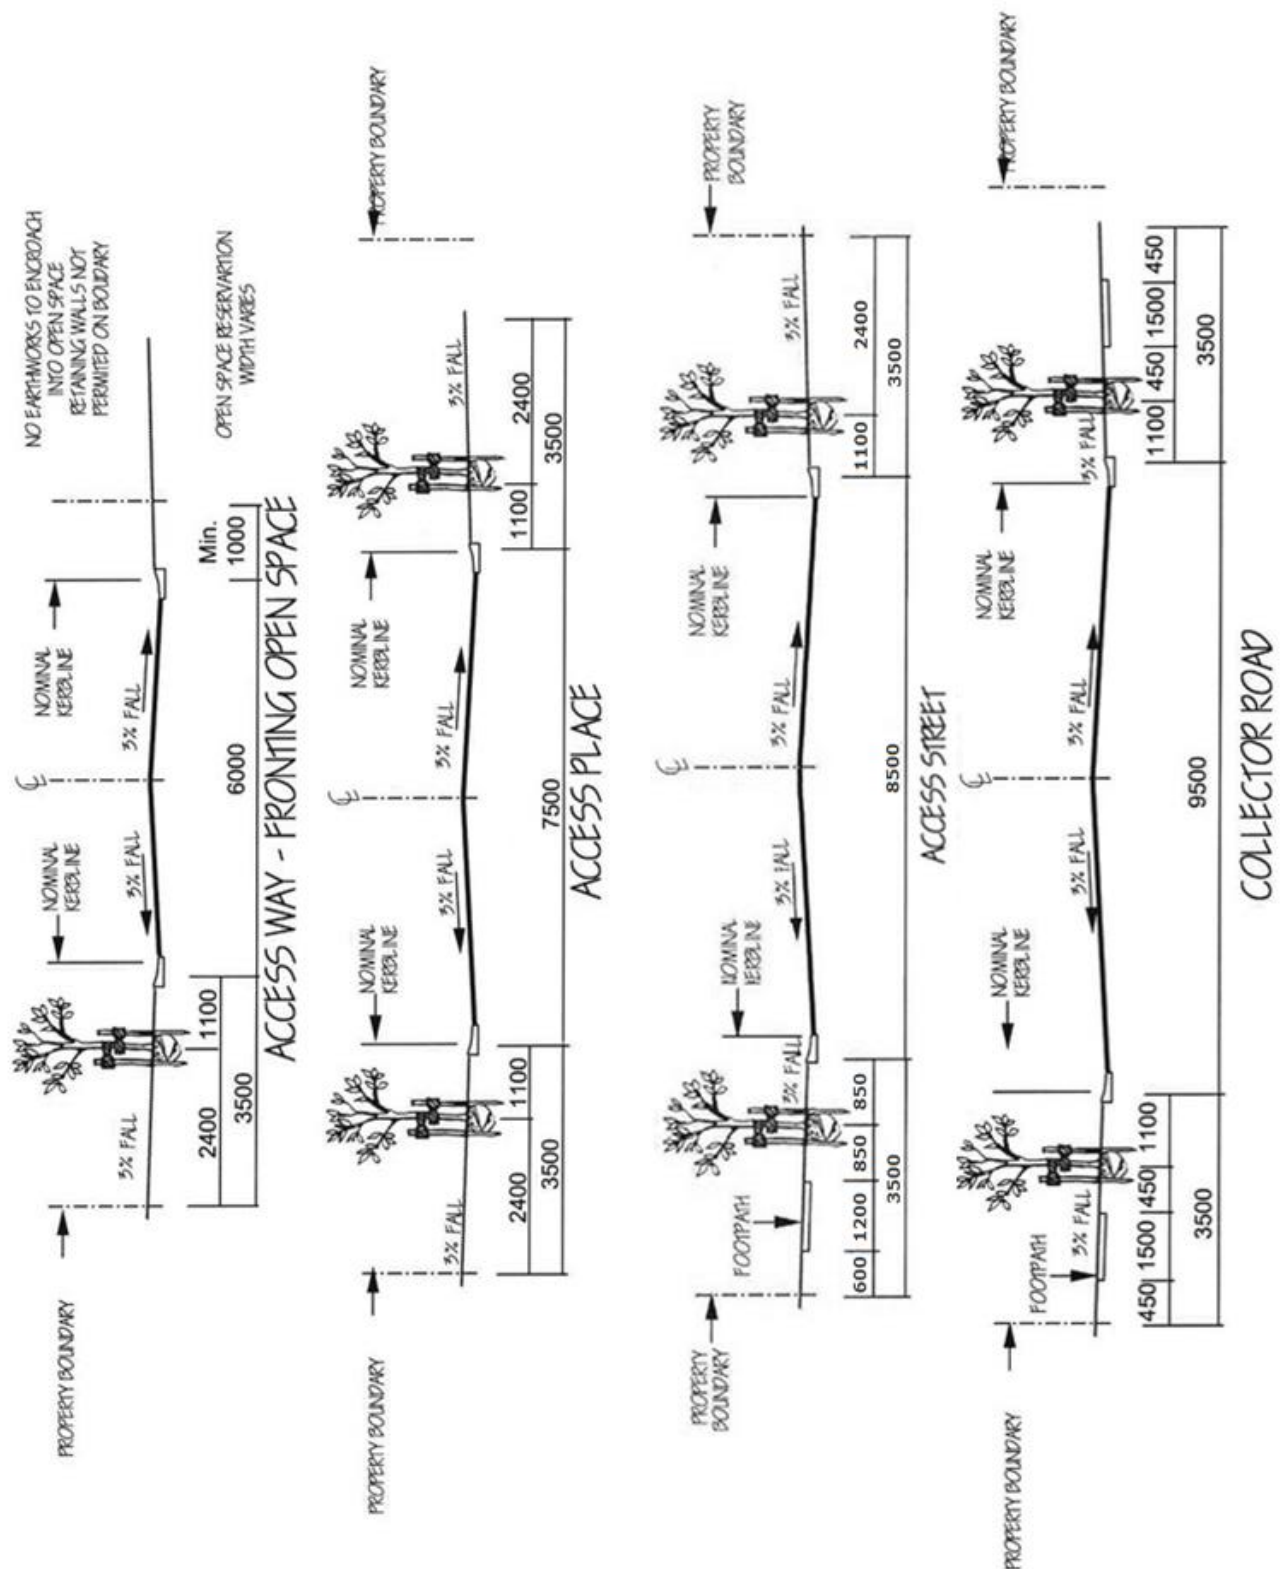 NO EARTHWORKS TO ENCROACH
INTO OPEN SPACE
RETAINING WALLS NOT
PERMITED ON BOUDARY
PROPERTY BOUNDARY
NOMINAL
KERBLINE
NOMINAL
KERBLINE
3% FALL
3% FALL
3% FALL
OPEN SPACE RESERVARTION
WIDTH VARIES
2400
1100
Min.
1000
3500
6000
ACCESS WAY - FRONTING OPEN SPACE
PROPERTY BOUNDARY
NOMINAL
KERBLINE
NOMINAL
KERBLINE
PROPERTY BOUNDARY
3% FALL
3% FALL
3% FALL
3% FALL
2400
1100
1100
2400
3500
7500
3500
ACCESS PLACE
PROPERTY
BOUNDARY
FOOTPATH
NOMINAL
KERBLINE
NOMINAL
KERBLINE
PROPERTY
BOUNDARY
3% FALL
3% FALL
3% FALL
3% FALL
600
1200
850
850
1100
2400
3500
8500
3500
ACCESS STREET
PROPERTY BOUNDARY
FOOTPATH
NOMINAL
KERBLINE
NOMINAL
KERBLINE
PROPERTY BOUNDARY
3% FALL
3% FALL
3% FALL
3% FALL
450
1500
450
1100
1100
450
1500
450
3500
9500
3500
COLLECTOR ROAD